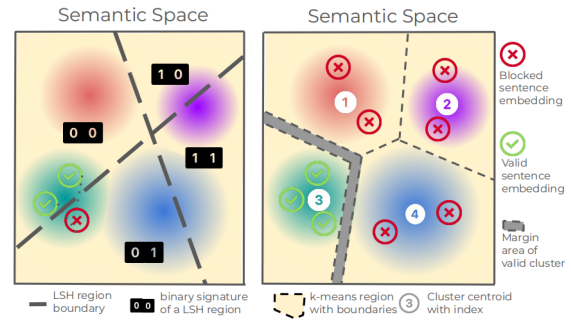 Semantic Space
Semantic Space
1 0
0 0
1 1
0 1
1
2
3
4
Blocked
sentence
embedding
Valid
sentence
embedding
Margin
area of
valid cluster
LSH region
boundary
0 0
binary signature
of a LSH region
k-means region
with boundaries
3
Cluster centroid
with index